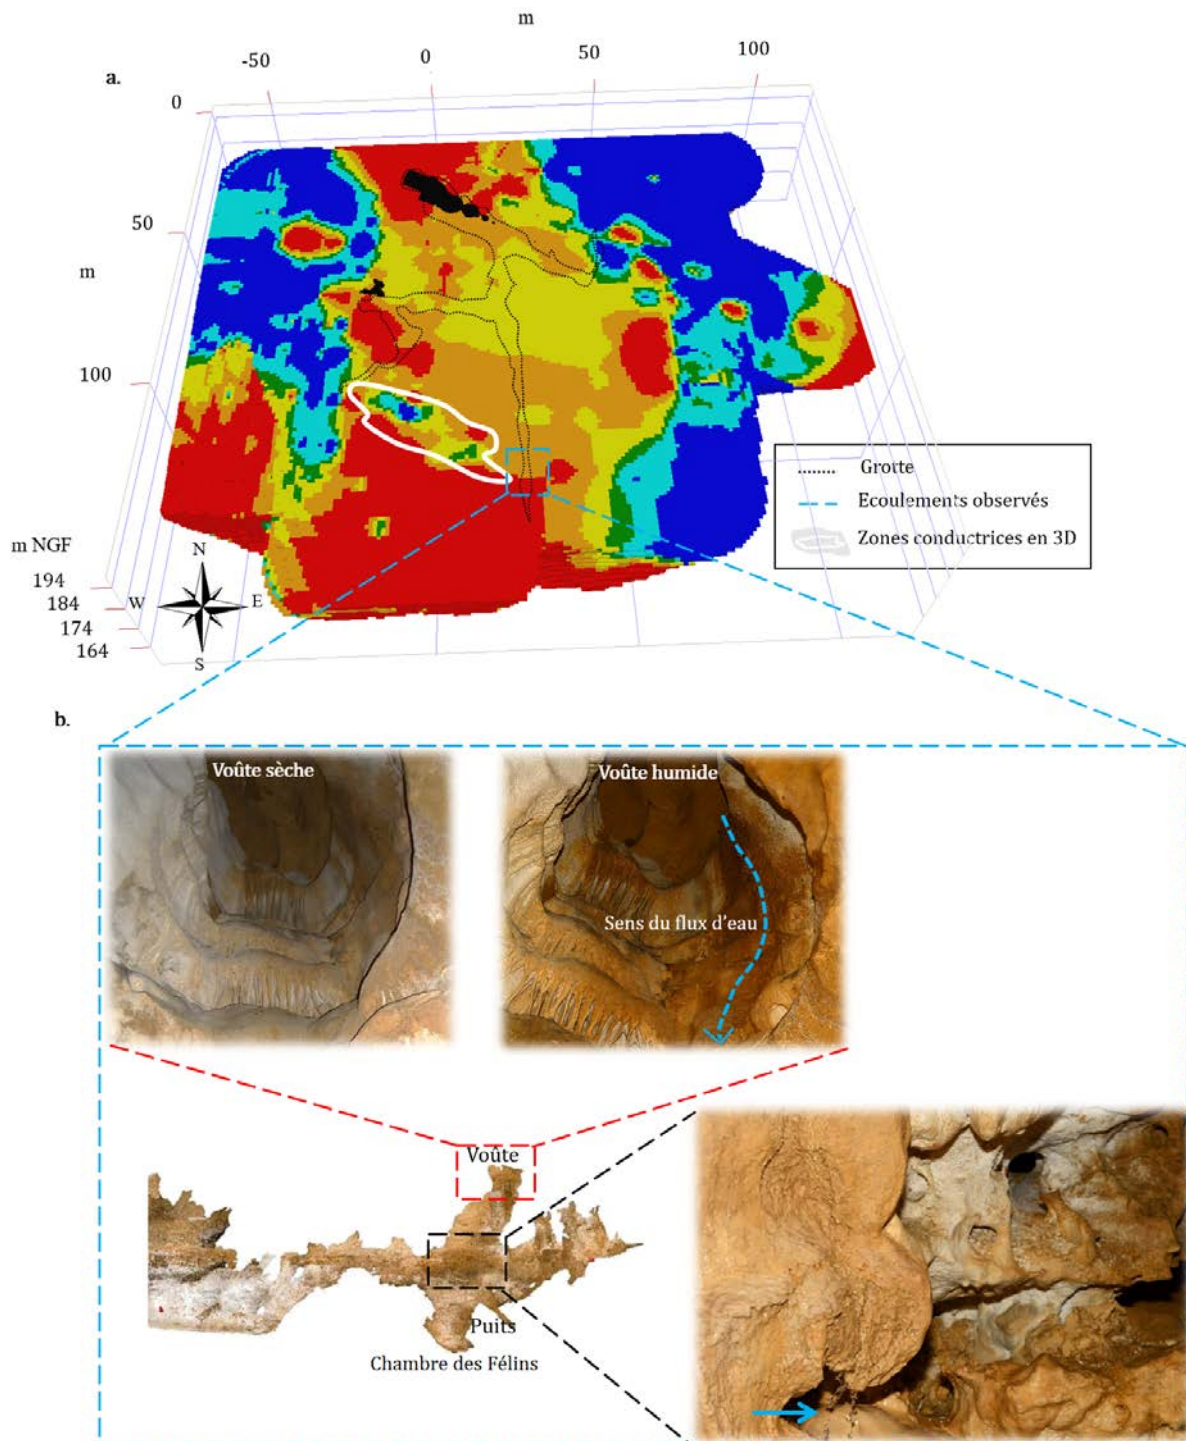 m
-50
0
50
100
a.
0
50
m
100
Grotte
Ecoulements observés
Zones conductrices en 3D
m NGF
194
184
174
164
N
W
E
S
b.
Voûte sèche
Voûte humide
Sens du flux d'eau
Voûte
Puits
Chambre des Félins